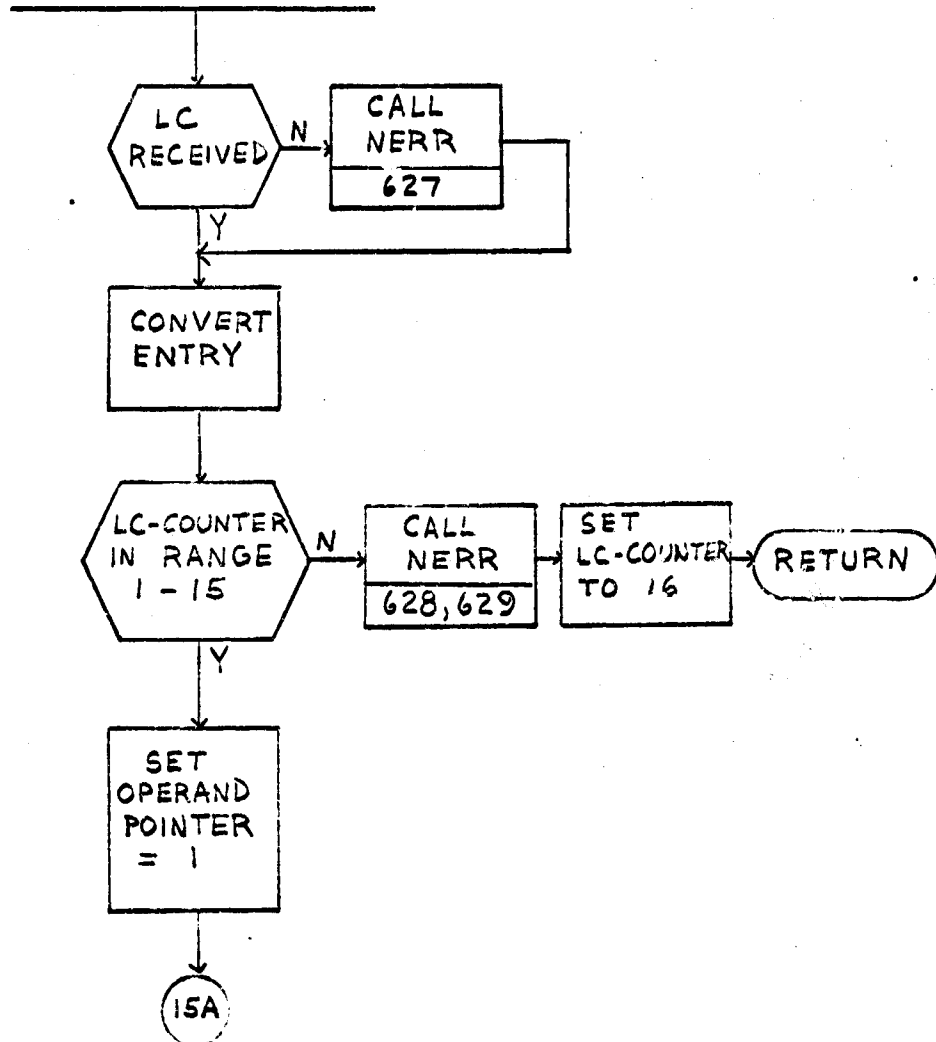 LC
RECEIVED
N
CALL
NERR
627
Y
CONVERT
ENTRY
LC-COUNTER
IN RANGE
1 - 15
N
CALL
NERR
628, 629
SET
LC-COUNTER
TO 16
RETURN
Y
SET
OPERAND
POINTER
= 1
15A